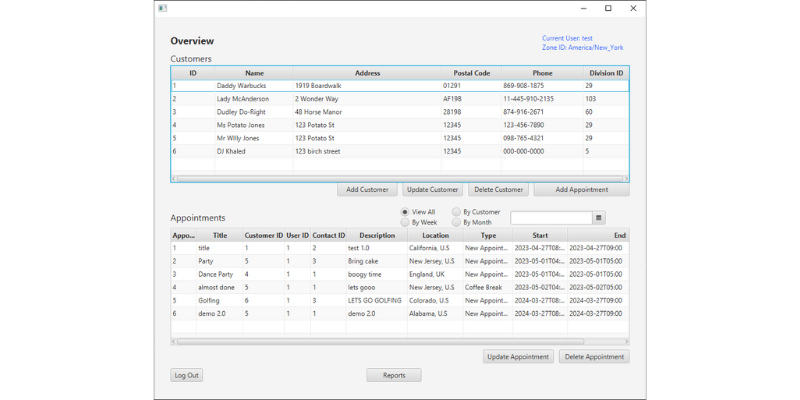 Overview
Current User: test
Zone ID: America/New_York
Customers
ID Name Address Postal Code Phone Division ID
1 Daddy Warbucks 1919 Boardwalk 01291 869-908-1875 29
2 Lady McAnderson 2 Wonder Way AF198 11-445-910-2135 103
3 Dudley Do-Right 48 Horse Manor 28198 874-916-2671 60
4 Ms Potato Jones 123 Potato St 12345 123-456-7890 29
5 Mr Willy Jones 123 Potato St 12345 098-765-4321 29
6 DJ Khaled 123 birch street 12345 000-000-0000 5
Add Customer Update Customer Delete Customer Add Appointment
Appointments
View All By Customer
By Week By Month
Appo... Title Customer ID User ID Contact ID Description Location Type Start End
1 title 1 1 2 test 1.0 California, U.S New Appoint... 2023-04-27T08:... 2023-04-27T09:00
2 Party 5 1 3 Bring cake New Jersey, U.S New Appoint... 2023-05-01T04:... 2023-05-01T05:00
3 Dance Party 4 1 1 boogy time England, UK New Appoint... 2023-05-01T04:... 2023-05-01T09:00
4 almost done 5 1 1 lets gooo New Jersey, U.S Coffee Break 2023-05-02T04:... 2023-05-02T05:00
5 Golfing 6 1 3 LETS GO GOLFING Colorado, U.S New Appoint... 2024-03-27T08:... 2024-03-27T09:00
6 demo 2.0 5 1 1 demo 2.0 Alabama, U.S New Appoint... 2024-03-27T08:... 2024-03-27T09:00
Update Appointment Delete Appointment
Log Out Reports